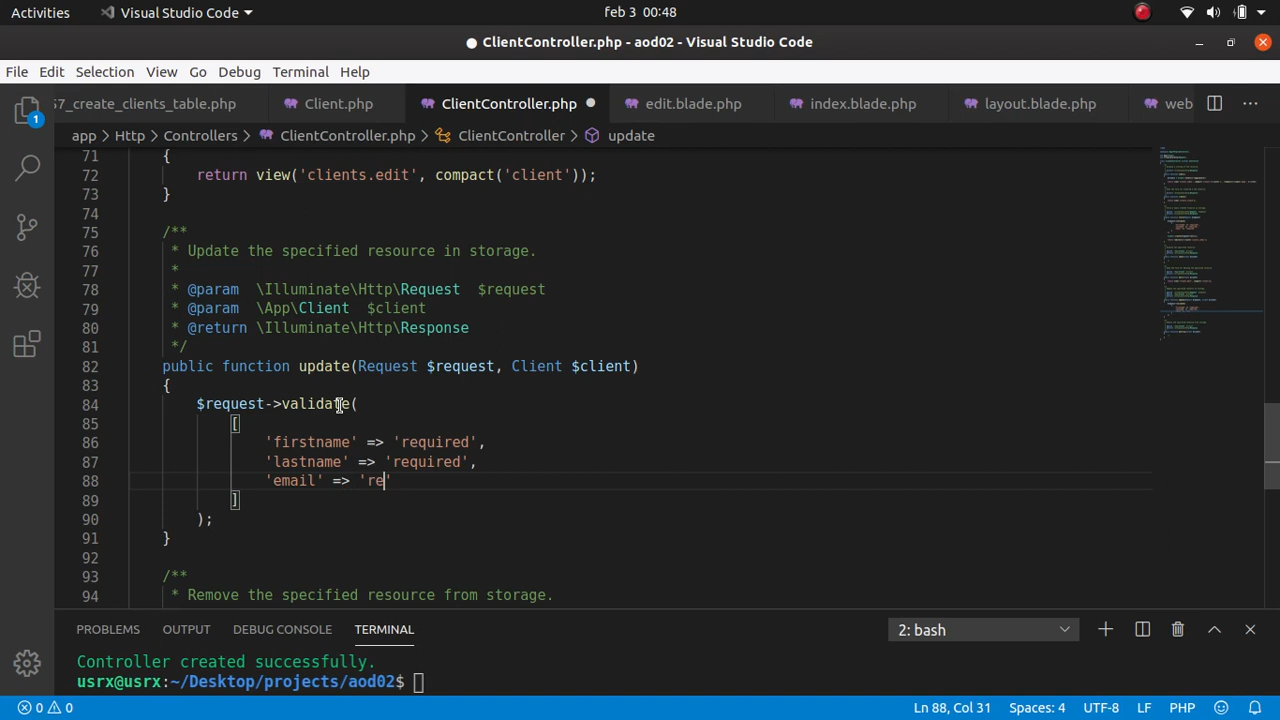 Activities
Visual Studio Code
feb 3 00:48
ClientController.php - aod02 - Visual Studio Code
File Edit Selection View Go Debug Terminal Help
57_create_clients_table.php
Client.php
ClientController.php
edit.blade.php
index.blade.php
layout.blade.php
web
app > Http > Controllers > ClientController.php > ClientController > update
1
71 {
72 return view('clients.edit', compact('client'));
73 }
74
75 /**
76 * Update the specified resource in storage.
77 *
78 * @param \Illuminate\Http\Request $request
79 * @param \App\Client $client
80 * @return \Illuminate\Http\Response
81 */
82 public function update(Request $request, Client $client)
83 {
84 $request->validate(
85 [
86 'firstname' => 'required',
87 'lastname' => 'required',
88 'email' => 're'
89 ]
90 );
91 }
92
93 /**
94 * Remove the specified resource from storage.
PROBLEMS OUTPUT DEBUG CONSOLE TERMINAL
2: bash
Controller created successfully.
usrx@usrx:~/Desktop/projects/aod02$
0 0
Ln 88, Col 31 Spaces: 4 UTF-8 LF PHP